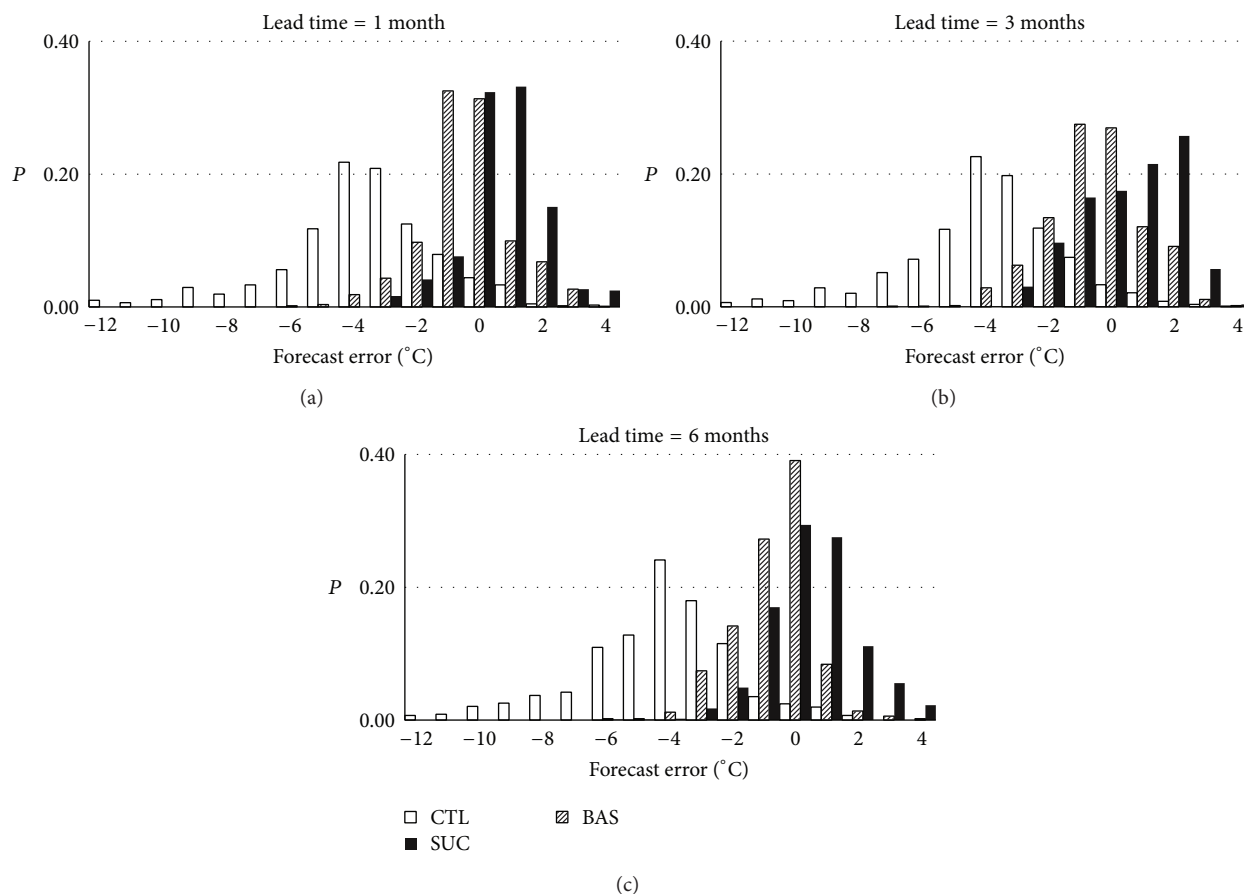 Lead time = 1 month
0.40
0.20
0.00
P
−12 −10 −8 −6 −4 −2 0 2 4
Forecast error (°C)
(a)
Lead time = 3 months
0.40
0.20
0.00
P
−12 −10 −8 −6 −4 −2 0 2 4
Forecast error (°C)
(b)
Lead time = 6 months
0.40
0.20
0.00
P
−12 −10 −8 −6 −4 −2 0 2 4
Forecast error (°C)
CTL BAS
SUC
(c)